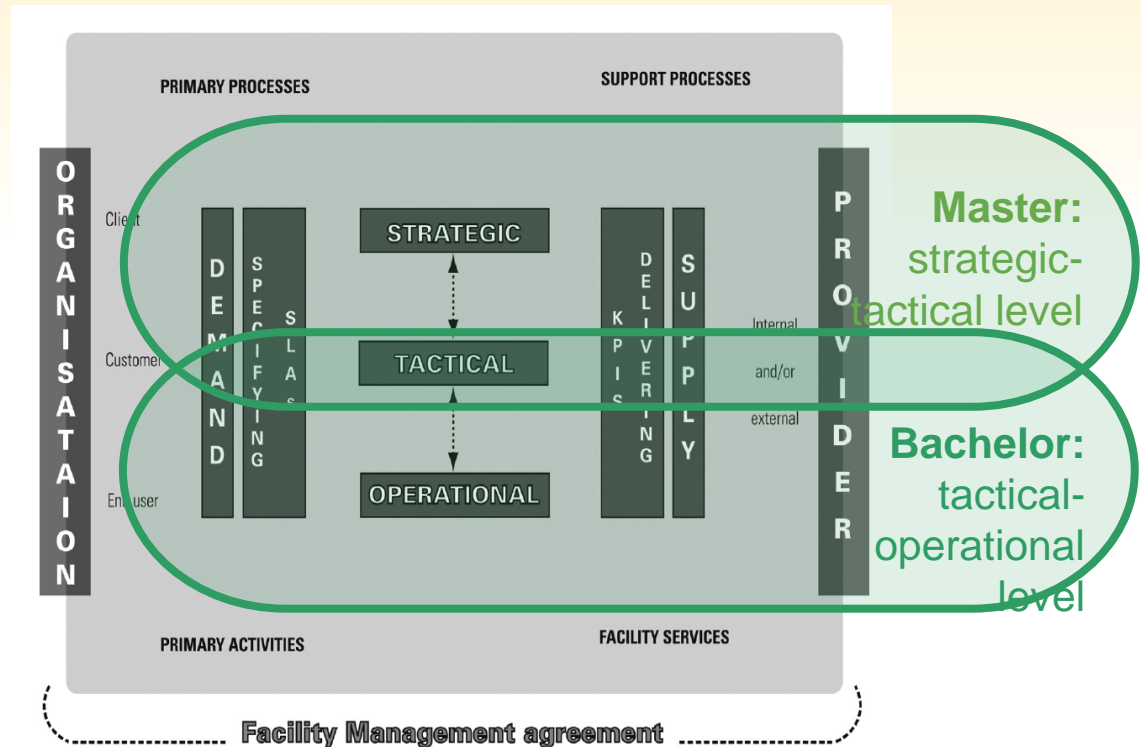 PRIMARY PROCESSES
SUPPORT PROCESSES
ORGANISATAION
Client
Customer
End user
DEMAND
SPECIFYING
SLAS
STRATEGIC
TACTICAL
OPERATIONAL
KPIS
DELIVERING
SUPPLY
Internal
and/or
external
PROVIDER
Master:
strategic-
tactical level
Bachelor:
tactical-
operational
level
PRIMARY ACTIVITIES
FACILITY SERVICES
Facility Management agreement